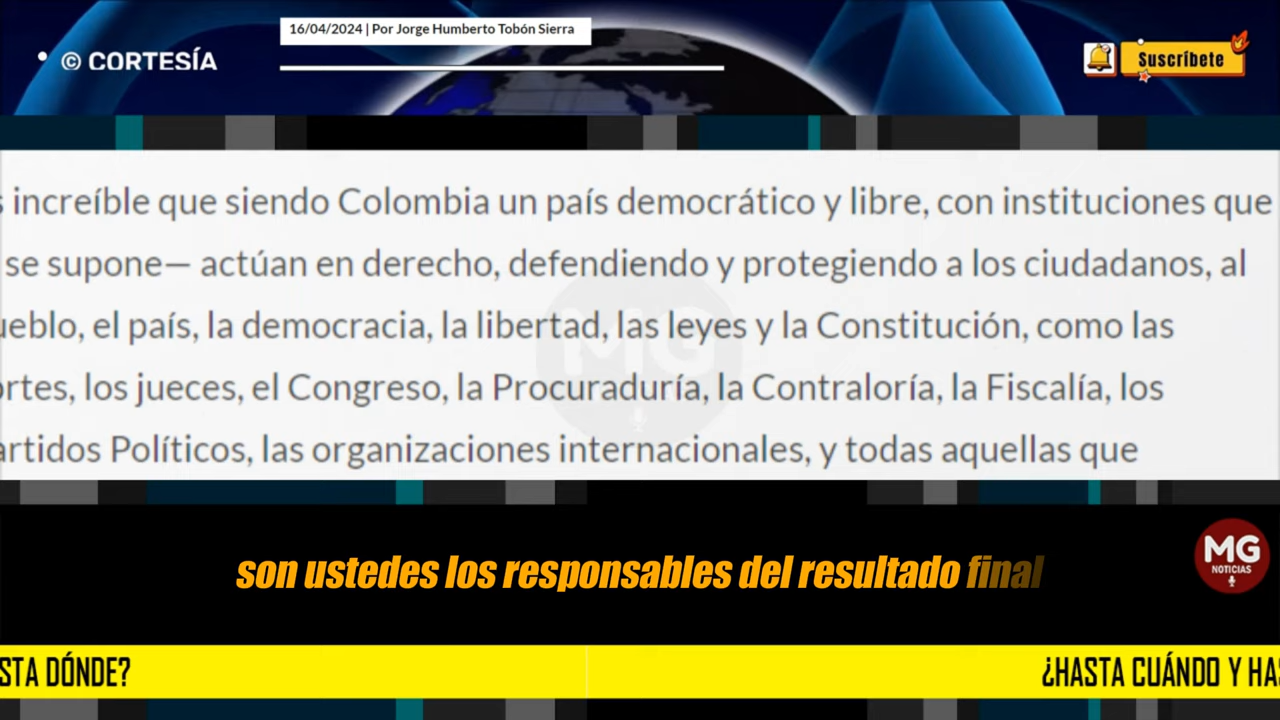 16/04/2024 | Por Jorge Humberto Tobón Sierra
© CORTESÍA
Suscríbete
increíble que siendo Colombia un país democrático y libre, con instituciones que
se supone— actúan en derecho, defendiendo y protegiendo a los ciudadanos, al
ueblo, el país, la democracia, la libertad, las leyes y la Constitución, como las
ortes, los jueces, el Congreso, la Procuraduría, la Contraloría, la Fiscalía, los
artidos Políticos, las organizaciones internacionales, y todas aquellas que
MG
son ustedes los responsables del resultado final
MG
NOTICIAS
STA DÓNDE?
¿HASTA CUÁNDO Y HAS